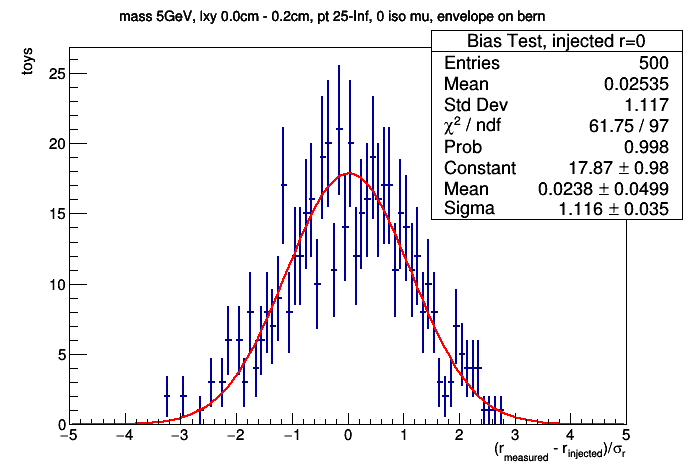 mass 5GeV, lxy 0.0cm - 0.2cm, pt 25-Inf, 0 iso mu, envelope on bern
Bias Test, injected r=0
Entries 500
Mean 0.02535
Std Dev 1.117
χ² / ndf 61.75 / 97
Prob 0.998
Constant 17.87 ± 0.98
Mean 0.0238 ± 0.0499
Sigma 1.116 ± 0.035
toys
25
20
15
10
5
0
−5 −4 −3 −2 −1 0 1 2 3 4 5
(r_measured - r_injected)/σ_r